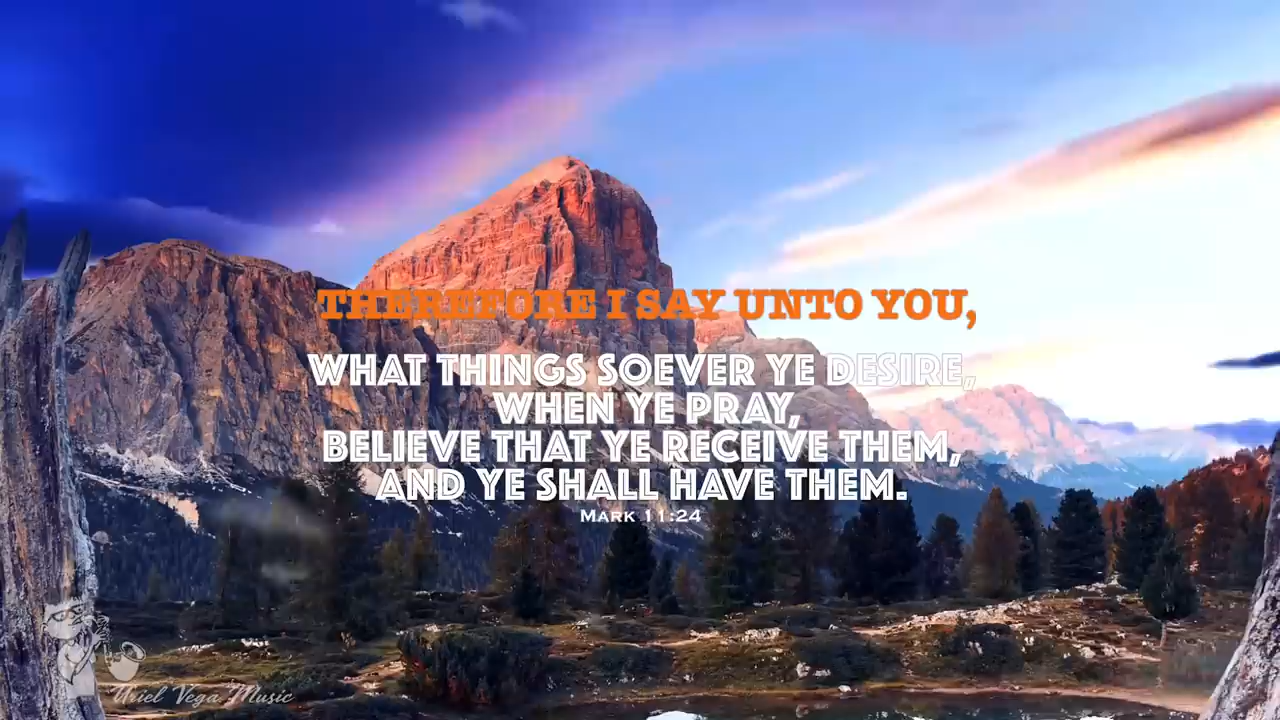 THEREFORE I SAY UNTO YOU,
WHAT THINGS SOEVER YE DESIRE,
WHEN YE PRAY,
BELIEVE THAT YE RECEIVE THEM,
AND YE SHALL HAVE THEM.
Mark 11:24
Uriel Vega Music